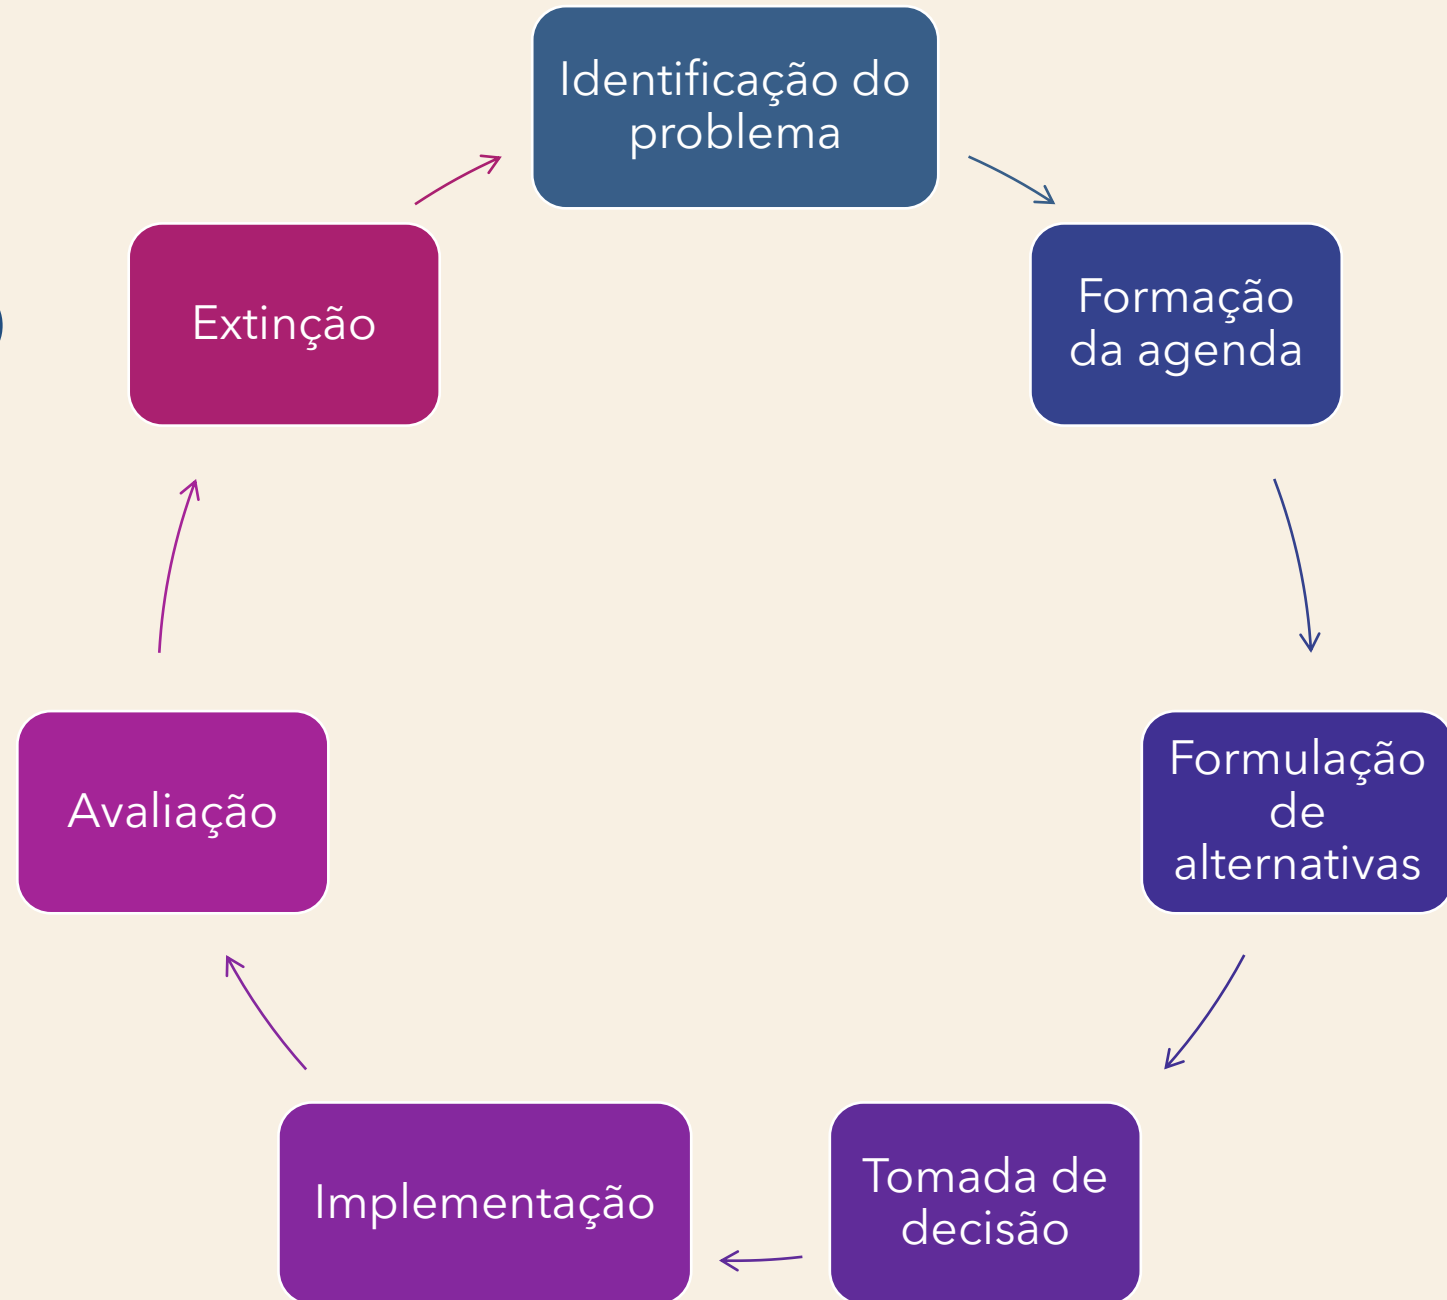 Identificação do
problema
Formação
da agenda
Formulação
de
alternativas
Tomada de
decisão
Implementação
Avaliação
Extinção